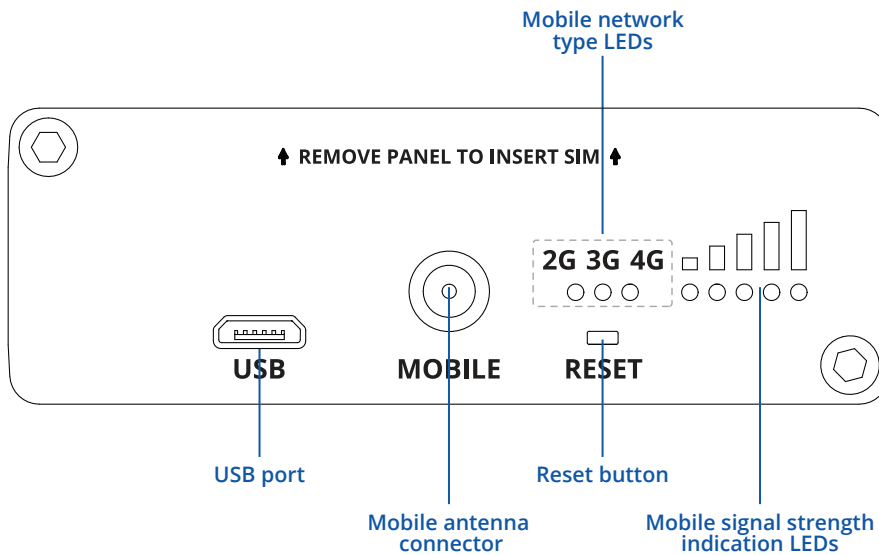 Mobile network
type LEDs
REMOVE PANEL TO INSERT SIM
2G 3G 4G
USB
MOBILE
RESET
USB port
Reset button
Mobile antenna
connector
Mobile signal strength
indication LEDs